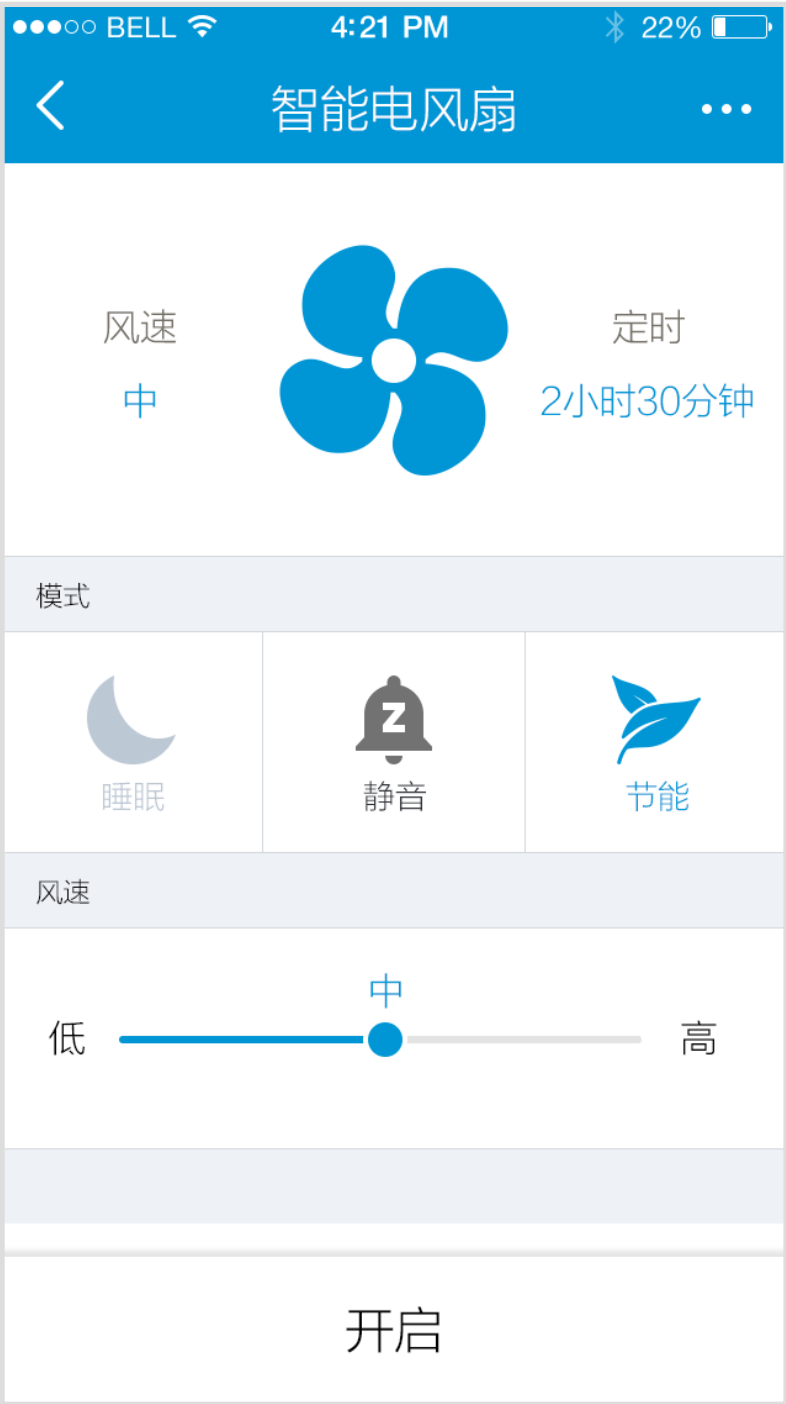 BELL 4:21 PM 22%
智能电风扇
风速 定时
中 2小时30分钟
模式
Z
睡眠 静音 节能
风速
中
低 高
开启